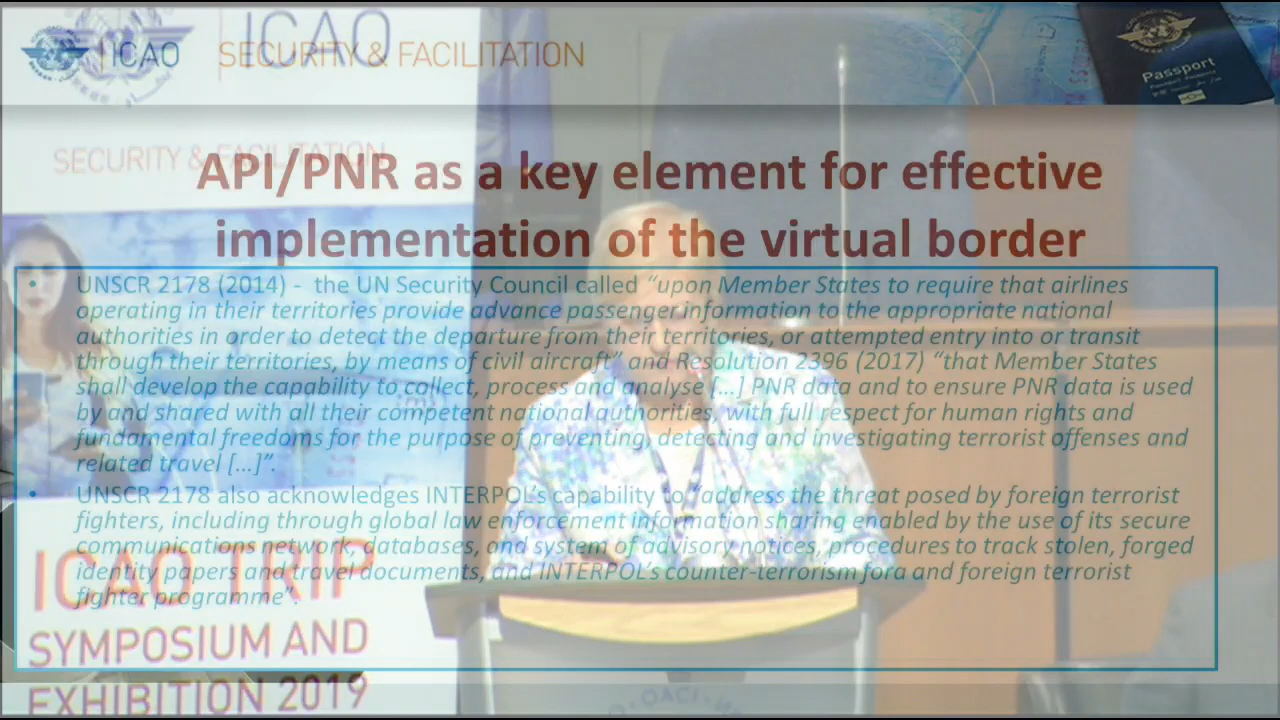 ICAO
SECURITY & FACILITATION
ICAO
Passport
SECURITY & FACILITATION
API/PNR as a key element for effective
implementation of the virtual border
• UNSCR 2178 (2014) - the UN Security Council called “upon Member States to require that airlines
operating in their territories provide advance passenger information to the appropriate national
authorities in order to detect the departure from their territories, or attempted entry into or transit
through their territories, by means of civil aircraft” and Resolution 2396 (2017) “that Member States
shall develop the capability to collect, process and analyse […] PNR data and to ensure PNR data is used
by and shared with all their competent national authorities, with full respect for human rights and
fundamental freedoms for the purpose of preventing, detecting and investigating terrorist offenses and
related travel […]”.
• UNSCR 2178 also acknowledges INTERPOL’s capability to “address the threat posed by foreign terrorist
fighters, including through global law enforcement information sharing enabled by the use of its secure
communications network, databases, and system of advisory notices, procedures to track stolen, forged
identity papers and travel documents, and INTERPOL’s counter-terrorism fora and foreign terrorist
fighter programme”.
ICAO TRIP
SYMPOSIUM AND
EXHIBITION 2019
OACI